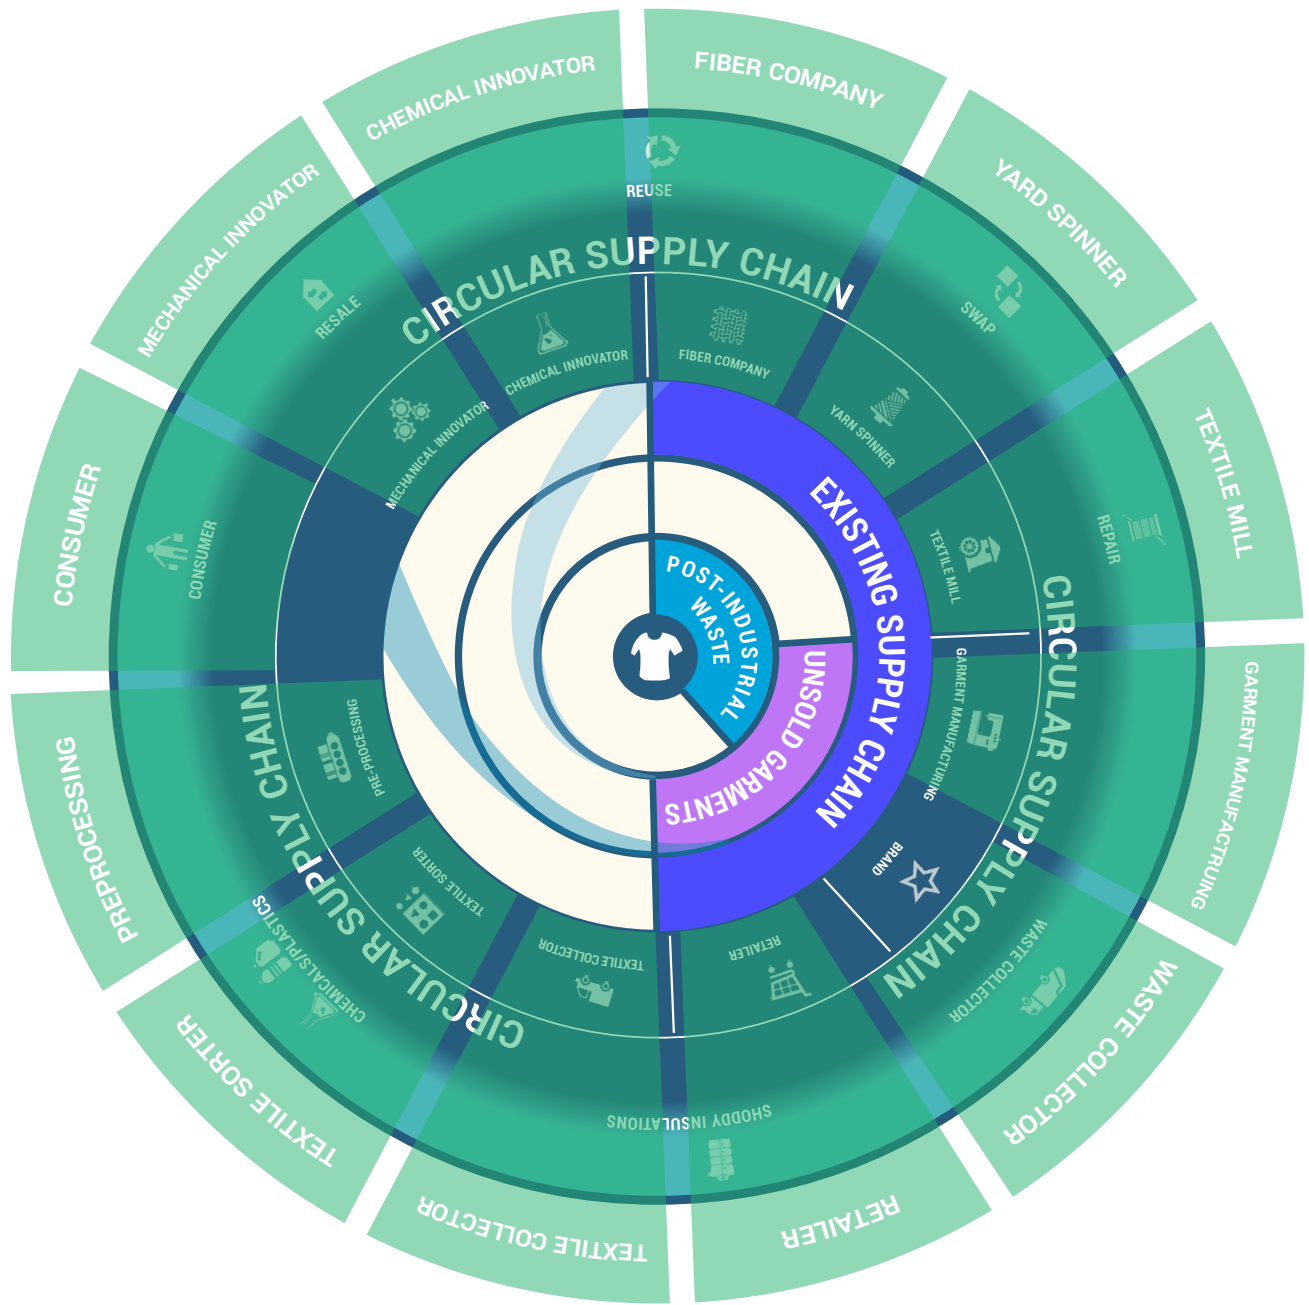 CHEMICAL INNOVATOR
FIBER COMPANY
YARD SPINNER
TEXTILE MILL
GARMENT MANUFACTRUING
WASTE COLLECTOR
RETAILER
TEXTILE COLLECTOR
TEXTILE SORTER
PREPROCESSING
CONSUMER
MECHANICAL INNOVATOR
REUSE
SWAP
REPAIR
WASTE COLLECTOR
SHODDY INSULATIONS
CHEMICALS/PLASTICS
CONSUMER
RESALE
CIRCULAR SUPPLY CHAIN
CIRCULAR SUPPLY CHAIN
CIRCULAR SUPPLY CHAIN
CHEMICAL INNOVATOR
FIBER COMPANY
YARN SPINNER
TEXTILE MILL
GARMENT MANUFACTURING
BRAND
RETAILER
TEXTILE COLLECTOR
TEXTILE SORTER
PRE-PROCESSING
MECHANICAL INNOVATOR
EXISTING SUPPLY CHAIN
UNSOLD GARMENTS
POST-INDUSTRIAL
WASTE